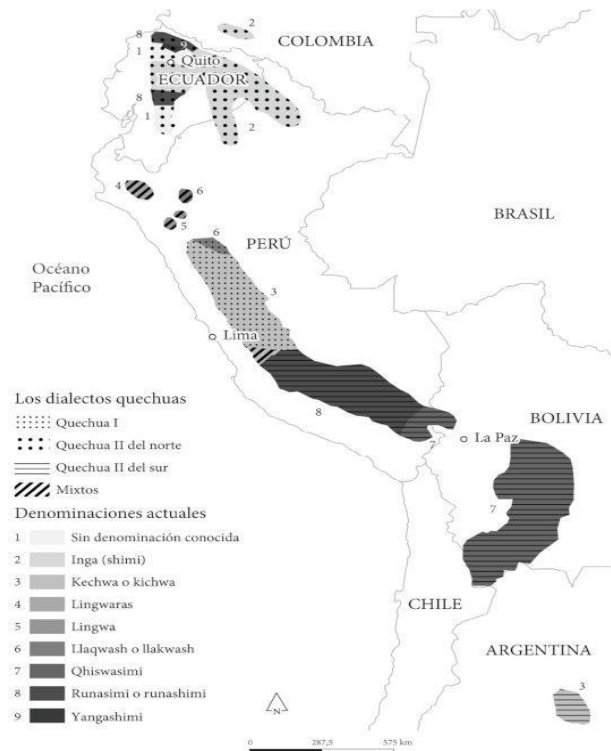 8
2
COLOMBIA
1
9
Quito
ECUADOR
8
1
2
4
6
5
6
PERÚ
BRASIL
Océano
Pacífico
3
Lima
8
BOLIVIA
7
La Paz
7
CHILE
ARGENTINA
3
Los dialectos quechuas
Quechua I
Quechua II del norte
Quechua II del sur
Mixtos
Denominaciones actuales
1 Sin denominación conocida
2 Inga (shimi)
3 Kechwa o kichwa
4 Lingwaras
5 Lingwa
6 Llaqwash o llakwash
7 Qhiswasimi
8 Runasimi o runashimi
9 Yangashimi
N
0 287,5 575 km